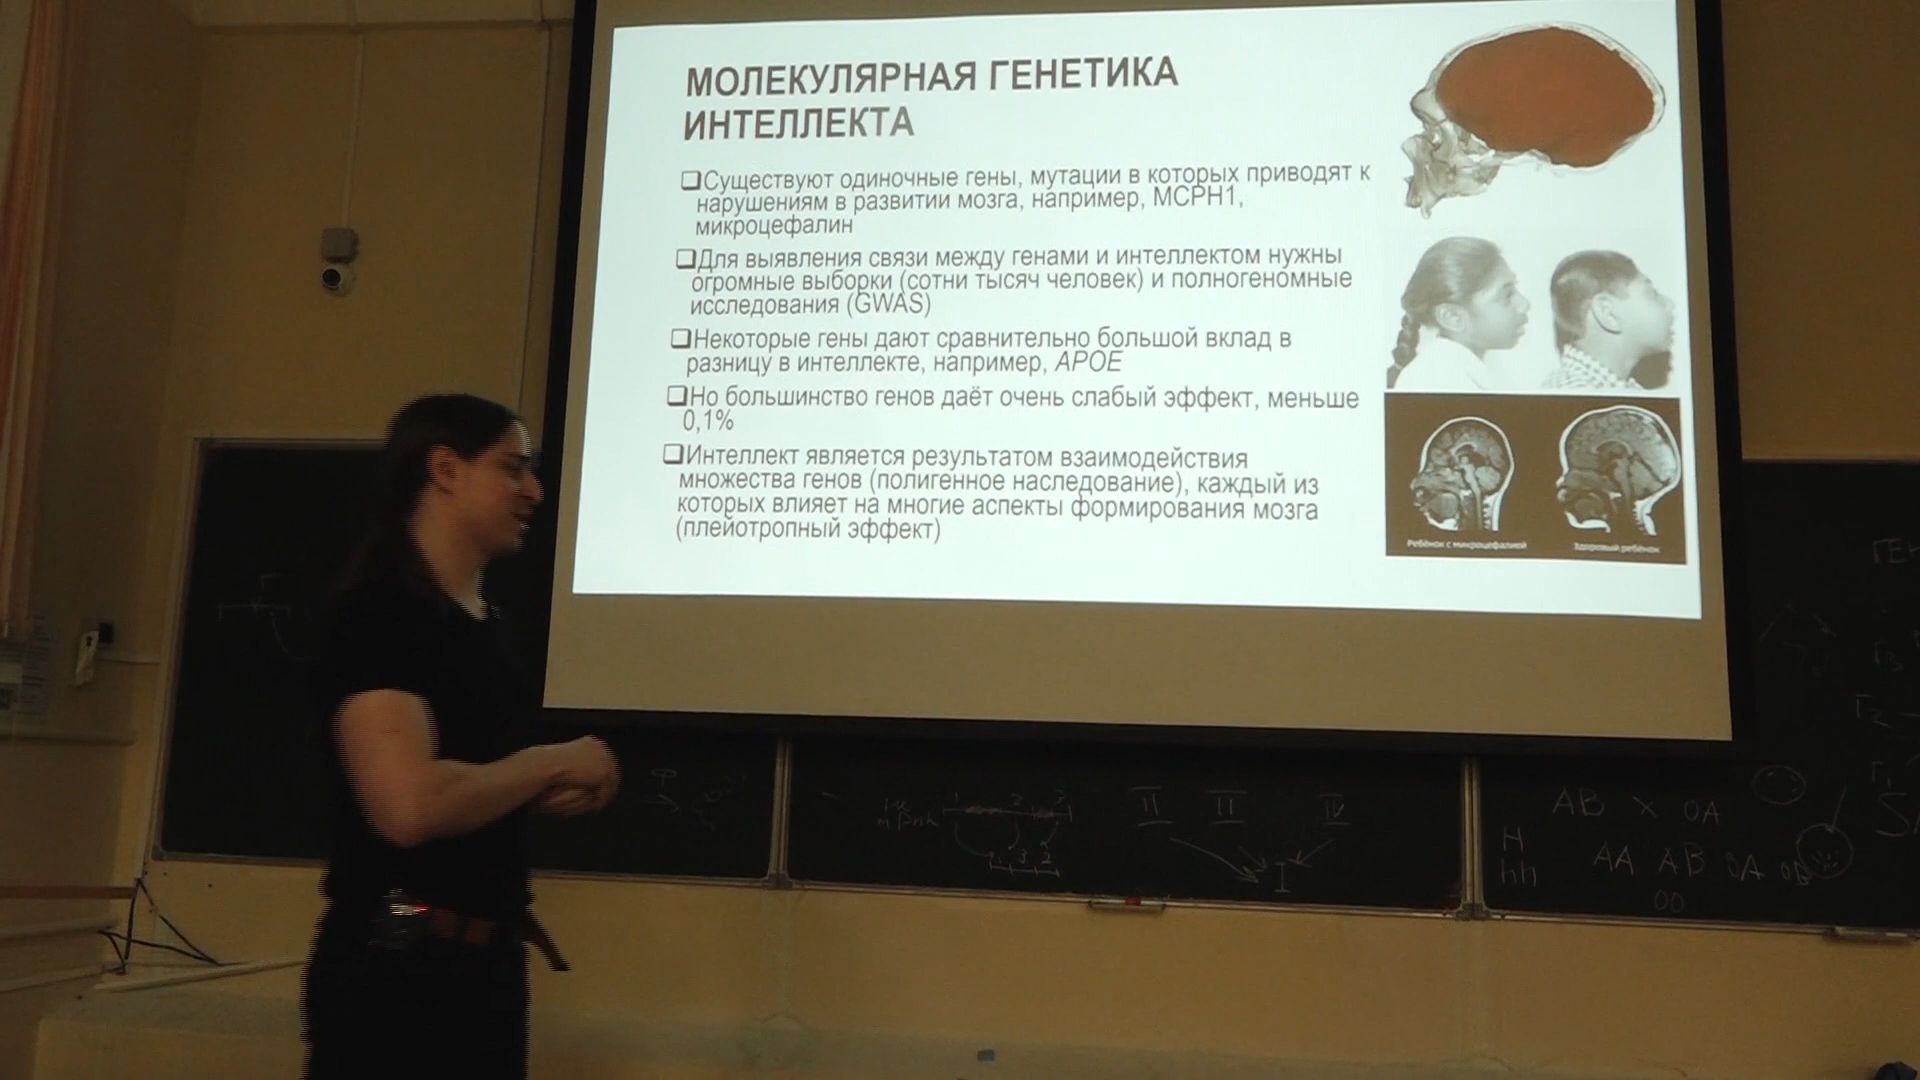 МОЛЕКУЛЯРНАЯ ГЕНЕТИКА
ИНТЕЛЛЕКТА
❑Существуют одиночные гены, мутации в которых приводят к
нарушениям в развитии мозга, например, MCPH1,
микроцефалин
❑Для выявления связи между генами и интеллектом нужны
огромные выборки (сотни тысяч человек) и полногеномные
исследования (GWAS)
❑Некоторые гены дают сравнительно большой вклад в
разницу в интеллекте, например, APOE
❑Но большинство генов даёт очень слабый эффект, меньше
0,1%
❑Интеллект является результатом взаимодействия
множества генов (полигенное наследование), каждый из
которых влияет на многие аспекты формирования мозга
(плейотропный эффект)
Ребёнок с микроцефалией
Здоровый ребёнок
II III IV
I
AB X OA
H
hh
AA AB OA OB
OO
Г3
Г2
Г1